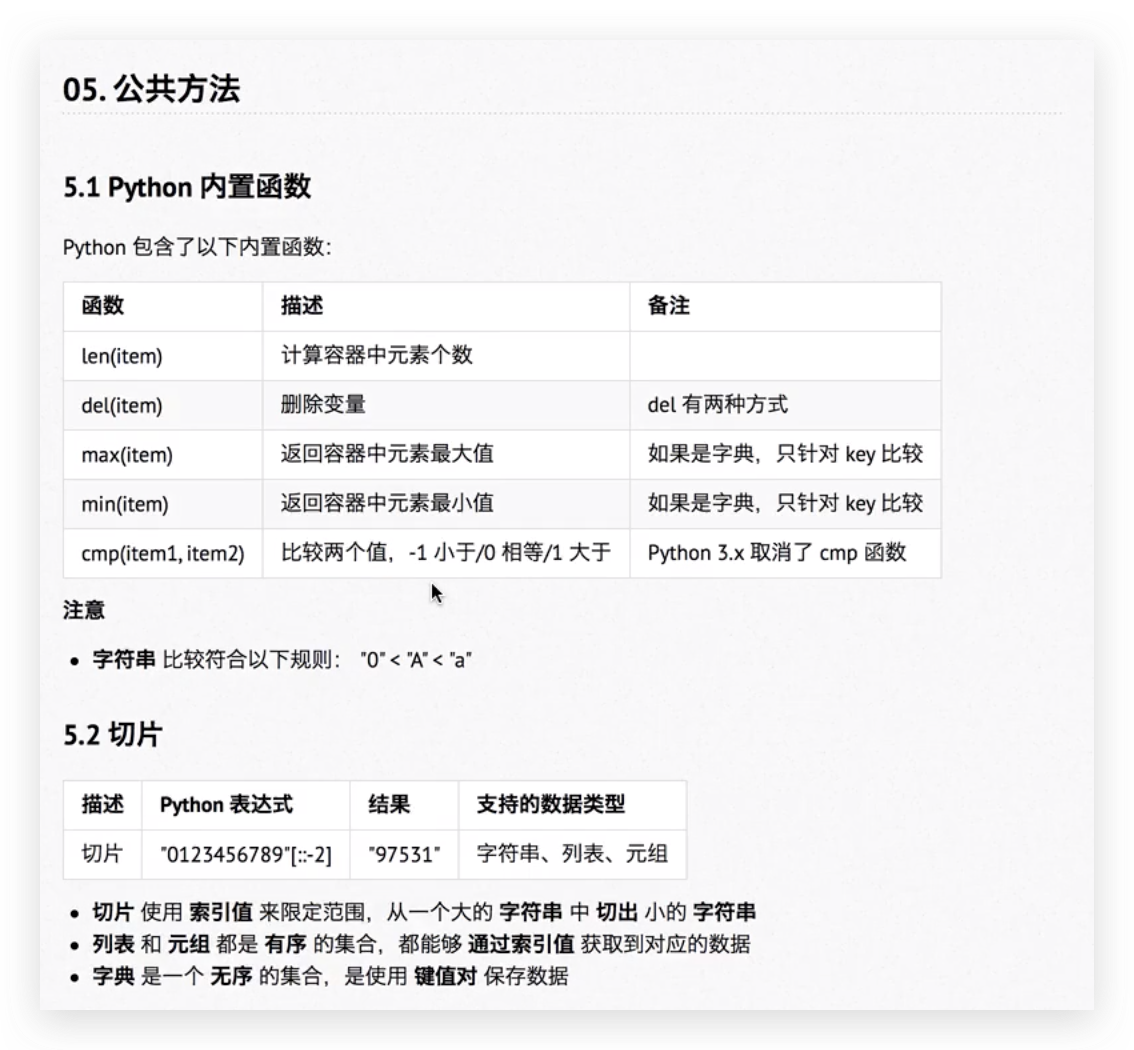 05. 公共方法
5.1 Python 内置函数
Python 包含了以下内置函数：
函数 描述 备注
len(item) 计算容器中元素个数
del(item) 删除变量 del 有两种方式
max(item) 返回容器中元素最大值 如果是字典，只针对 key 比较
min(item) 返回容器中元素最小值 如果是字典，只针对 key 比较
cmp(item1, item2) 比较两个值，-1 小于/0 相等/1 大于 Python 3.x 取消了 cmp 函数
注意
• 字符串 比较符合以下规则： "0" < "A" < "a"
5.2 切片
描述 Python 表达式 结果 支持的数据类型
切片 "0123456789"[::-2] "97531" 字符串、列表、元组
• 切片 使用 索引值 来限定范围，从一个大的 字符串 中 切出 小的 字符串
• 列表 和 元组 都是 有序 的集合，都能够 通过索引值 获取到对应的数据
• 字典 是一个 无序 的集合，是使用 键值对 保存数据